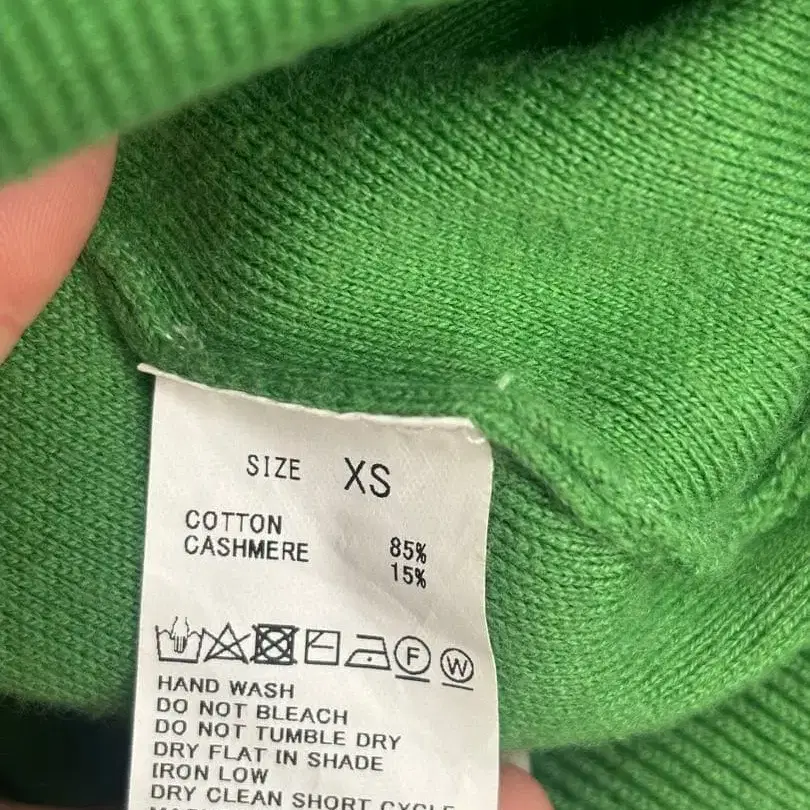 SIZE XS
COTTON 85%
CASHMERE 15%
F W
HAND WASH
DO NOT BLEACH
DO NOT TUMBLE DRY
DRY FLAT IN SHADE
IRON LOW
DRY CLEAN SHORT CYCLE